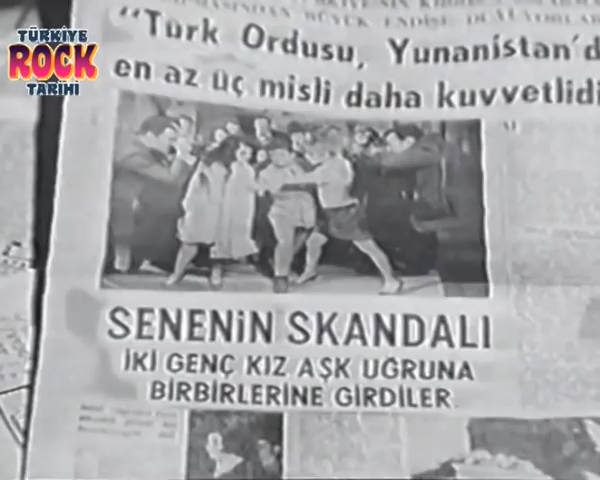 TÜRKİYE
ROCK
TARİHİ
"Türk Ordusu, Yunanistan'd
en az üç misli daha kuvvetlidi
SENENİN SKANDALI
İKİ GENÇ KIZ AŞK UĞRUNA
BİRBİRLERİNE GİRDİLER.